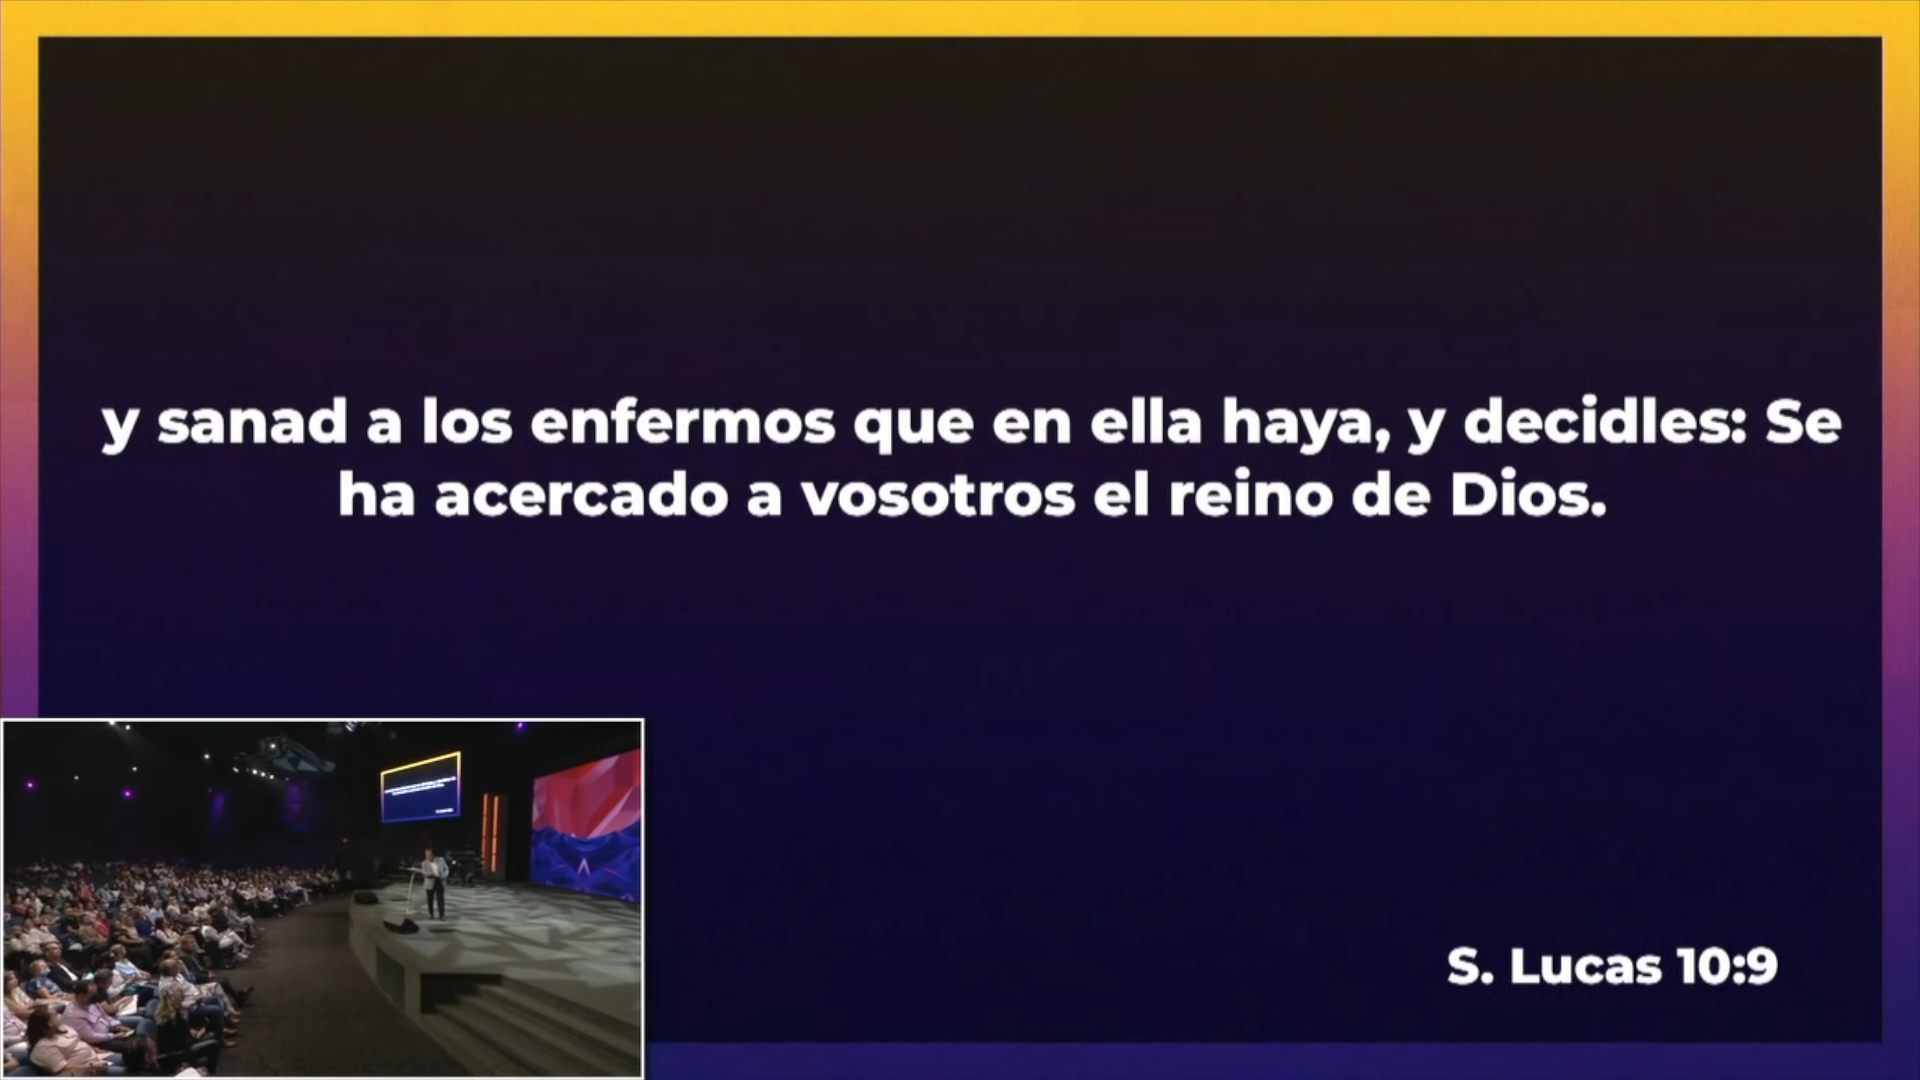 y sanad a los enfermos que en ella haya, y decidles: Se
ha acercado a vosotros el reino de Dios.
S. Lucas 10:9